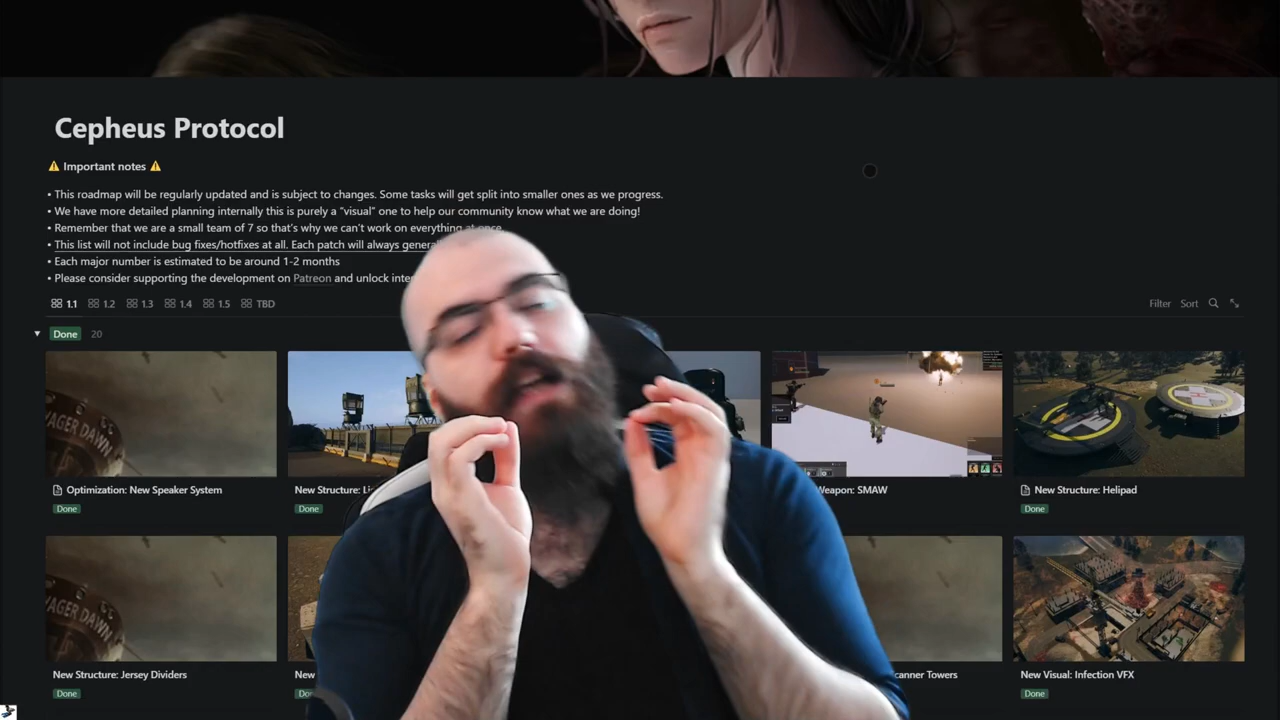 Cepheus Protocol
⚠ Important notes ⚠
• This roadmap will be regularly updated and is subject to changes. Some tasks will get split into smaller ones as we progress.
• We have more detailed planning internally this is purely a "visual" one to help our community know what we are doing!
• Remember that we are a small team of 7 so that's why we can't work on everything at once.
• This list will not include bug fixes/hotfixes at all. Each patch will always
• Each major number is estimated to be around 1-2 months
• Please consider supporting the development on Patreon and unlock
1.1 1.2 1.3 1.4 1.5 TBD Filter Sort
Done 20
AGER DAWN
Optimization: New Speaker System New Structure: Weapon: SMAW New Structure: Helipad
Done Done Done
AGER DAWN
New Structure: Jersey Dividers New Towers New Visual: Infection VFX
Done Done